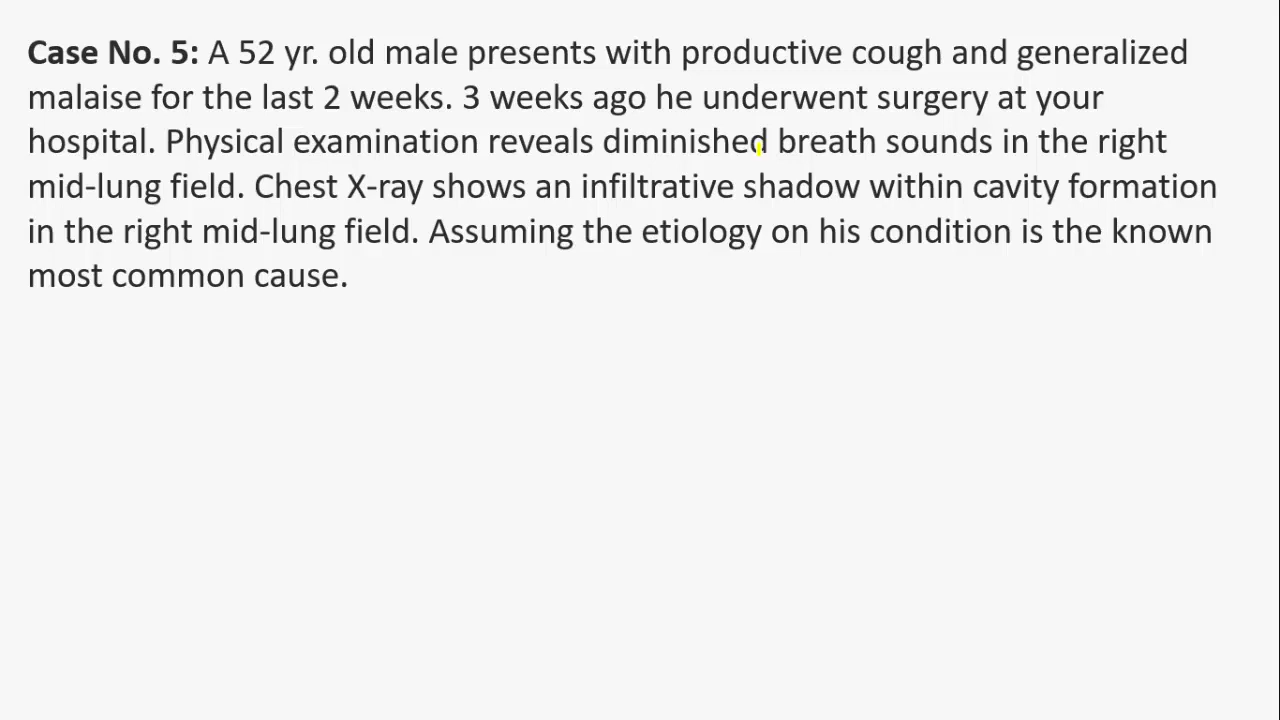 Case No. 5: A 52 yr. old male presents with productive cough and generalized
malaise for the last 2 weeks. 3 weeks ago he underwent surgery at your
hospital. Physical examination reveals diminished breath sounds in the right
mid-lung field. Chest X-ray shows an infiltrative shadow within cavity formation
in the right mid-lung field. Assuming the etiology on his condition is the known
most common cause.